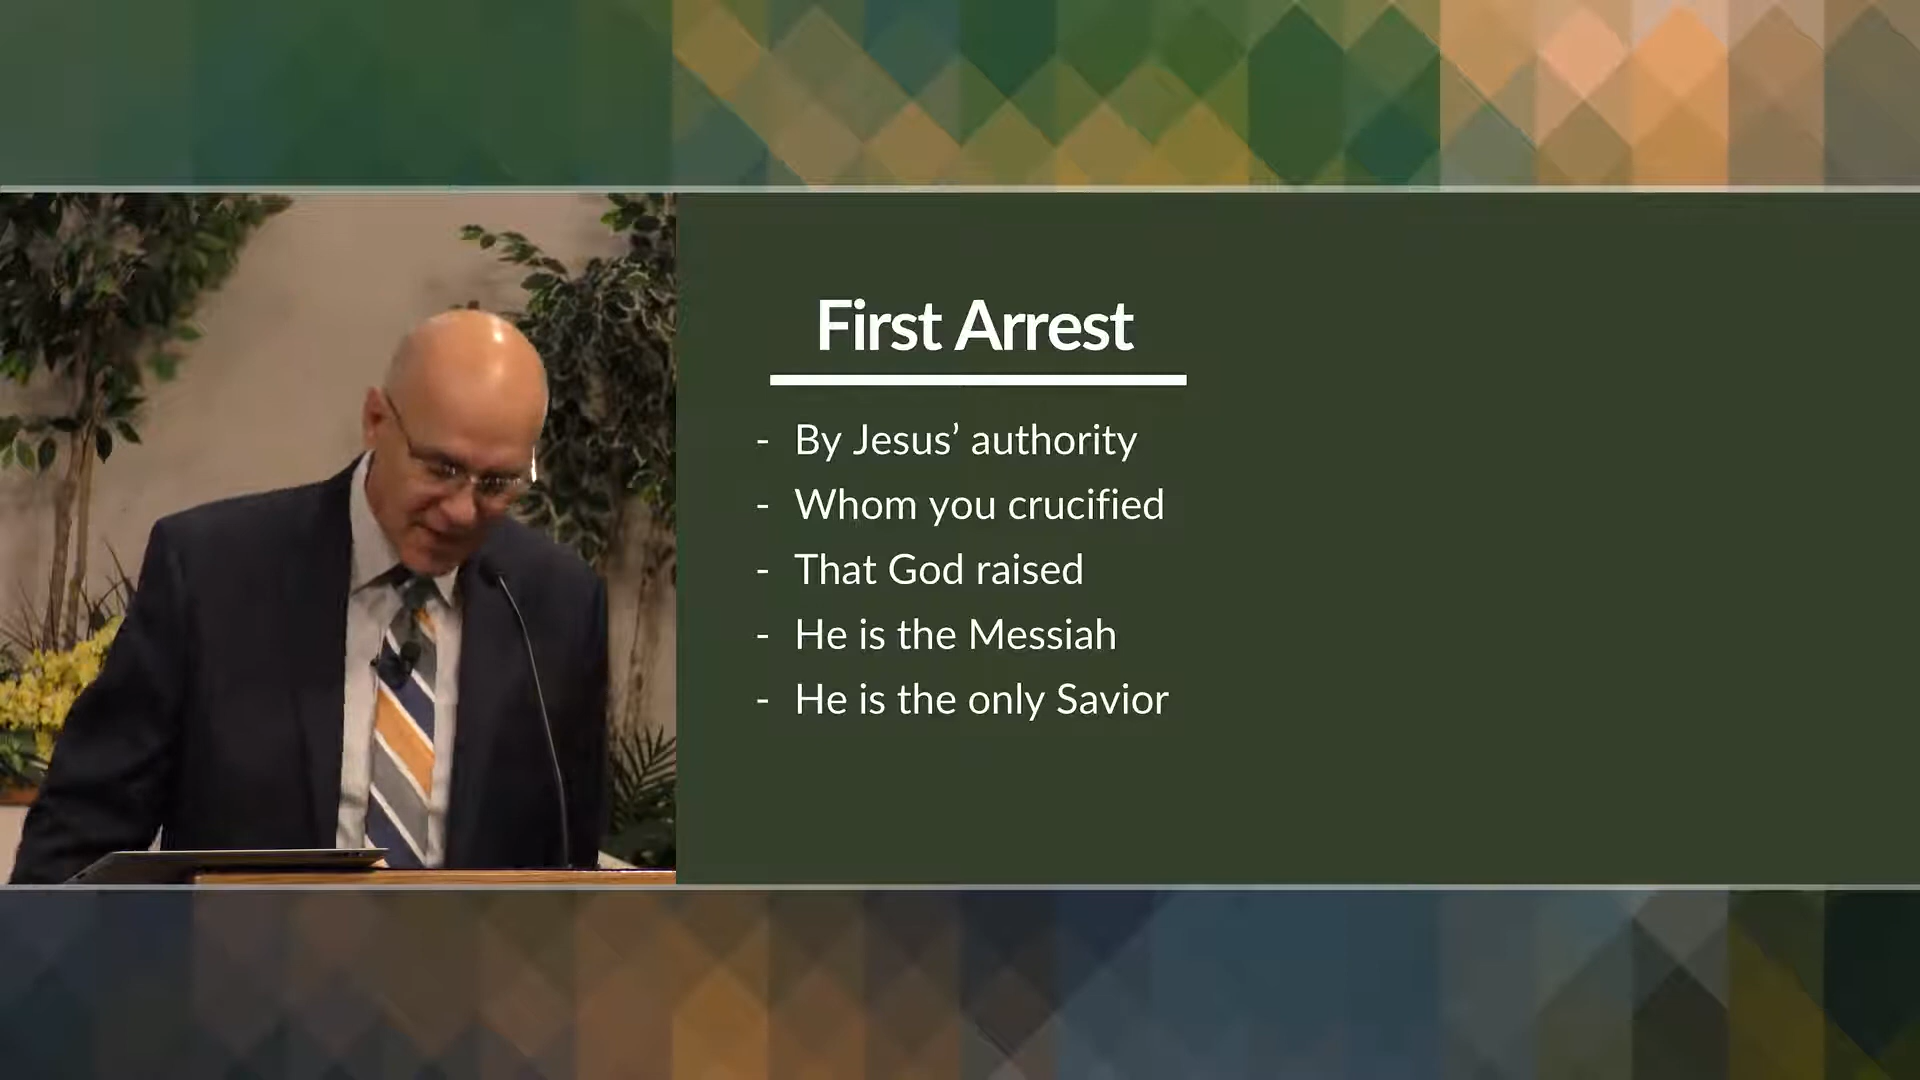 First Arrest
- By Jesus’ authority
- Whom you crucified
- That God raised
- He is the Messiah
- He is the only Savior